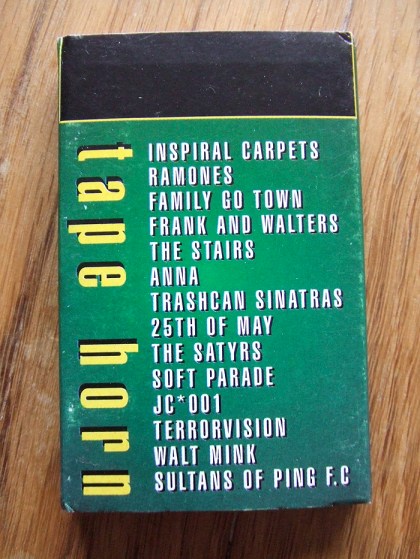 tape horn
INSPIRAL CARPETS
RAMONES
FAMILY GO TOWN
FRANK AND WALTERS
THE STAIRS
ANNA
TRASHCAN SINATRAS
25TH OF MAY
THE SATYRS
SOFT PARADE
JC*001
TERRORVISION
WALT MINK
SULTANS OF PING F.C